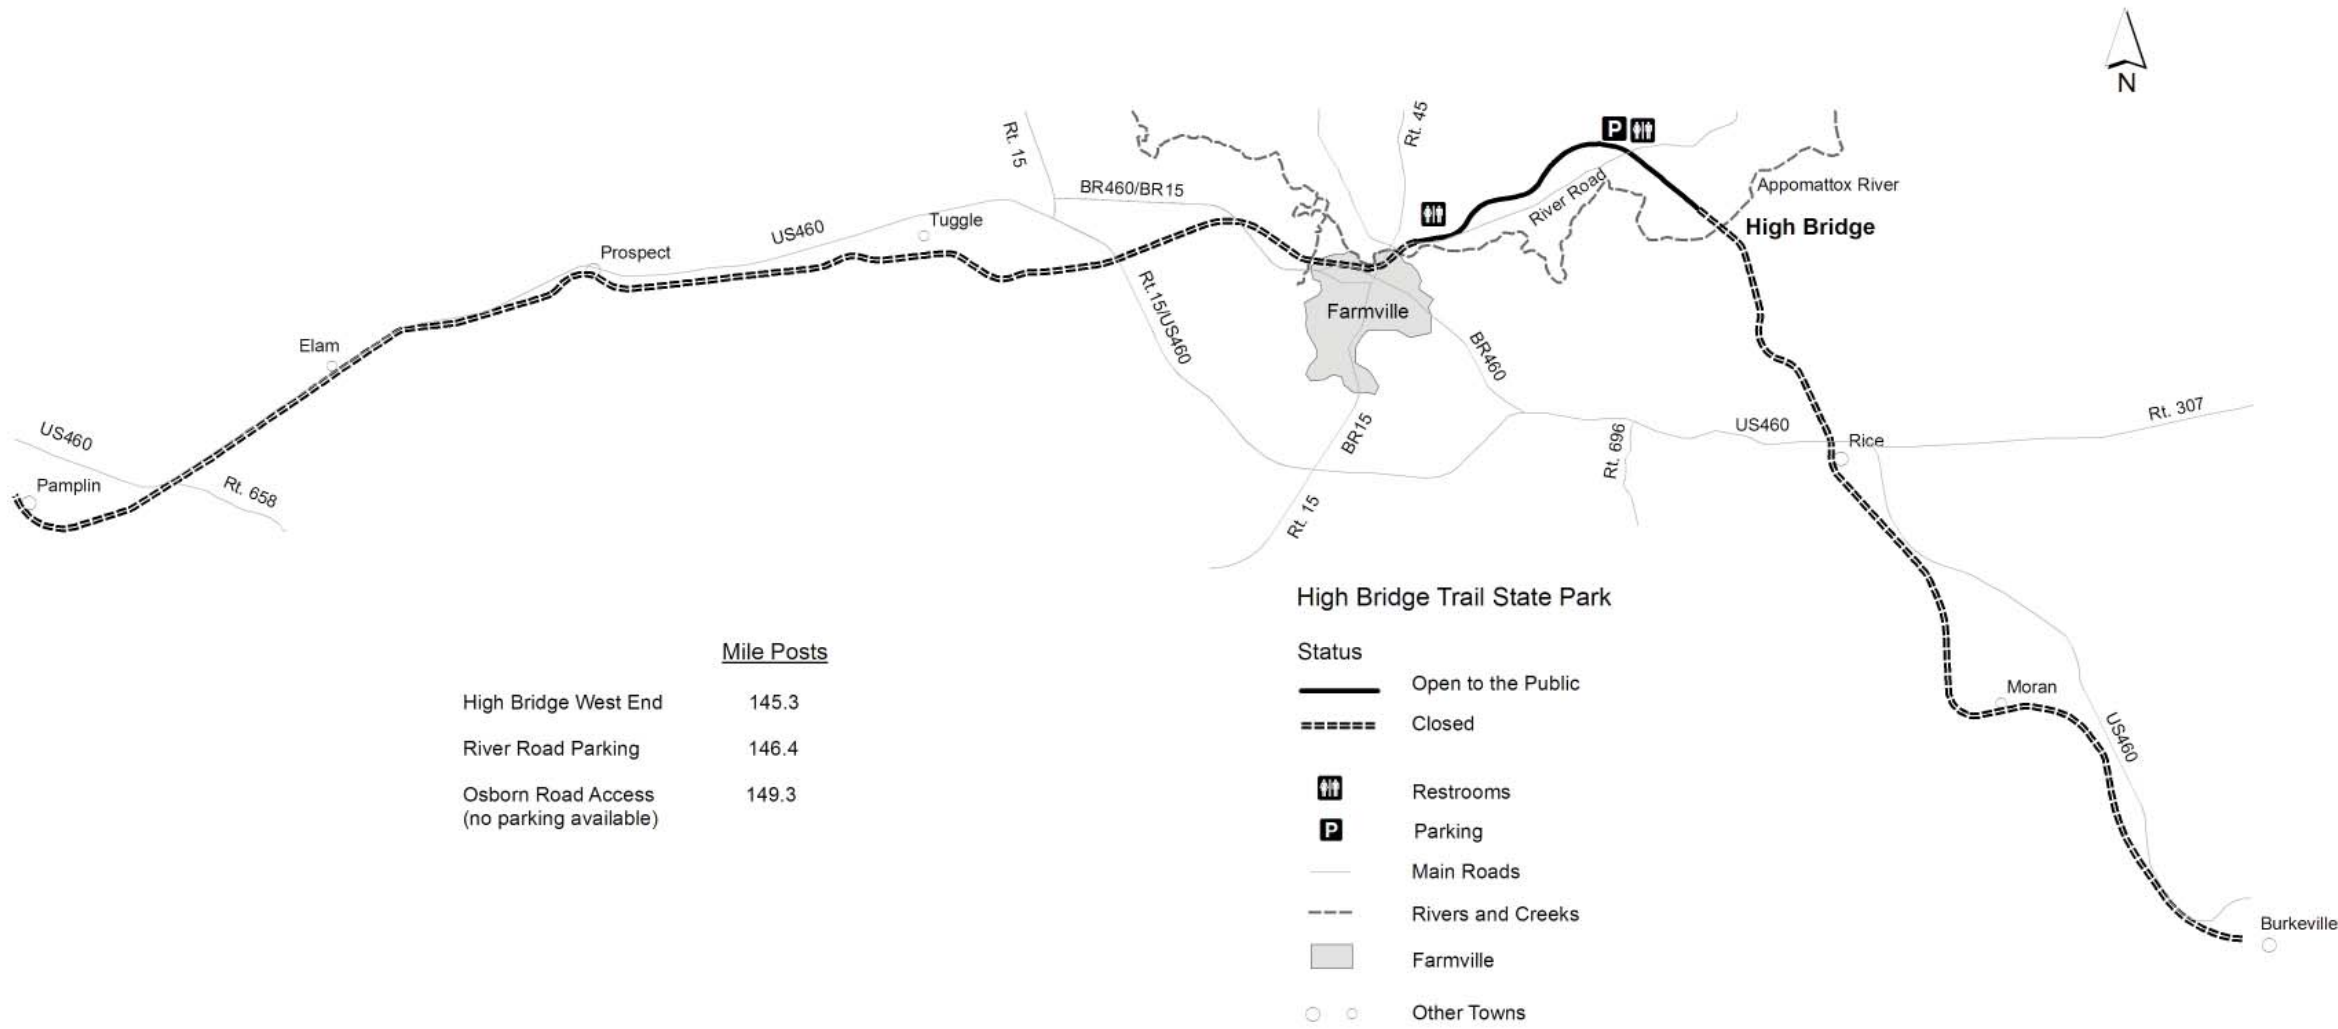 N
Rt. 15
Rt. 45
P
BR460/BR15
Appomattox River
River Road
Tuggle
US460
High Bridge
Prospect
Rt.15/US460
Farmville
Elam
BR460
Rt. 307
US460
US460
BR15
Rt. 696
Rice
Pamplin
Rt. 658
Rt. 15
High Bridge Trail State Park
Mile Posts
High Bridge West End 145.3
River Road Parking 146.4
Osborn Road Access 149.3
(no parking available)
Status
Open to the Public
Closed
Restrooms
P Parking
Main Roads
Rivers and Creeks
Farmville
Other Towns
Moran
US460
Burkeville